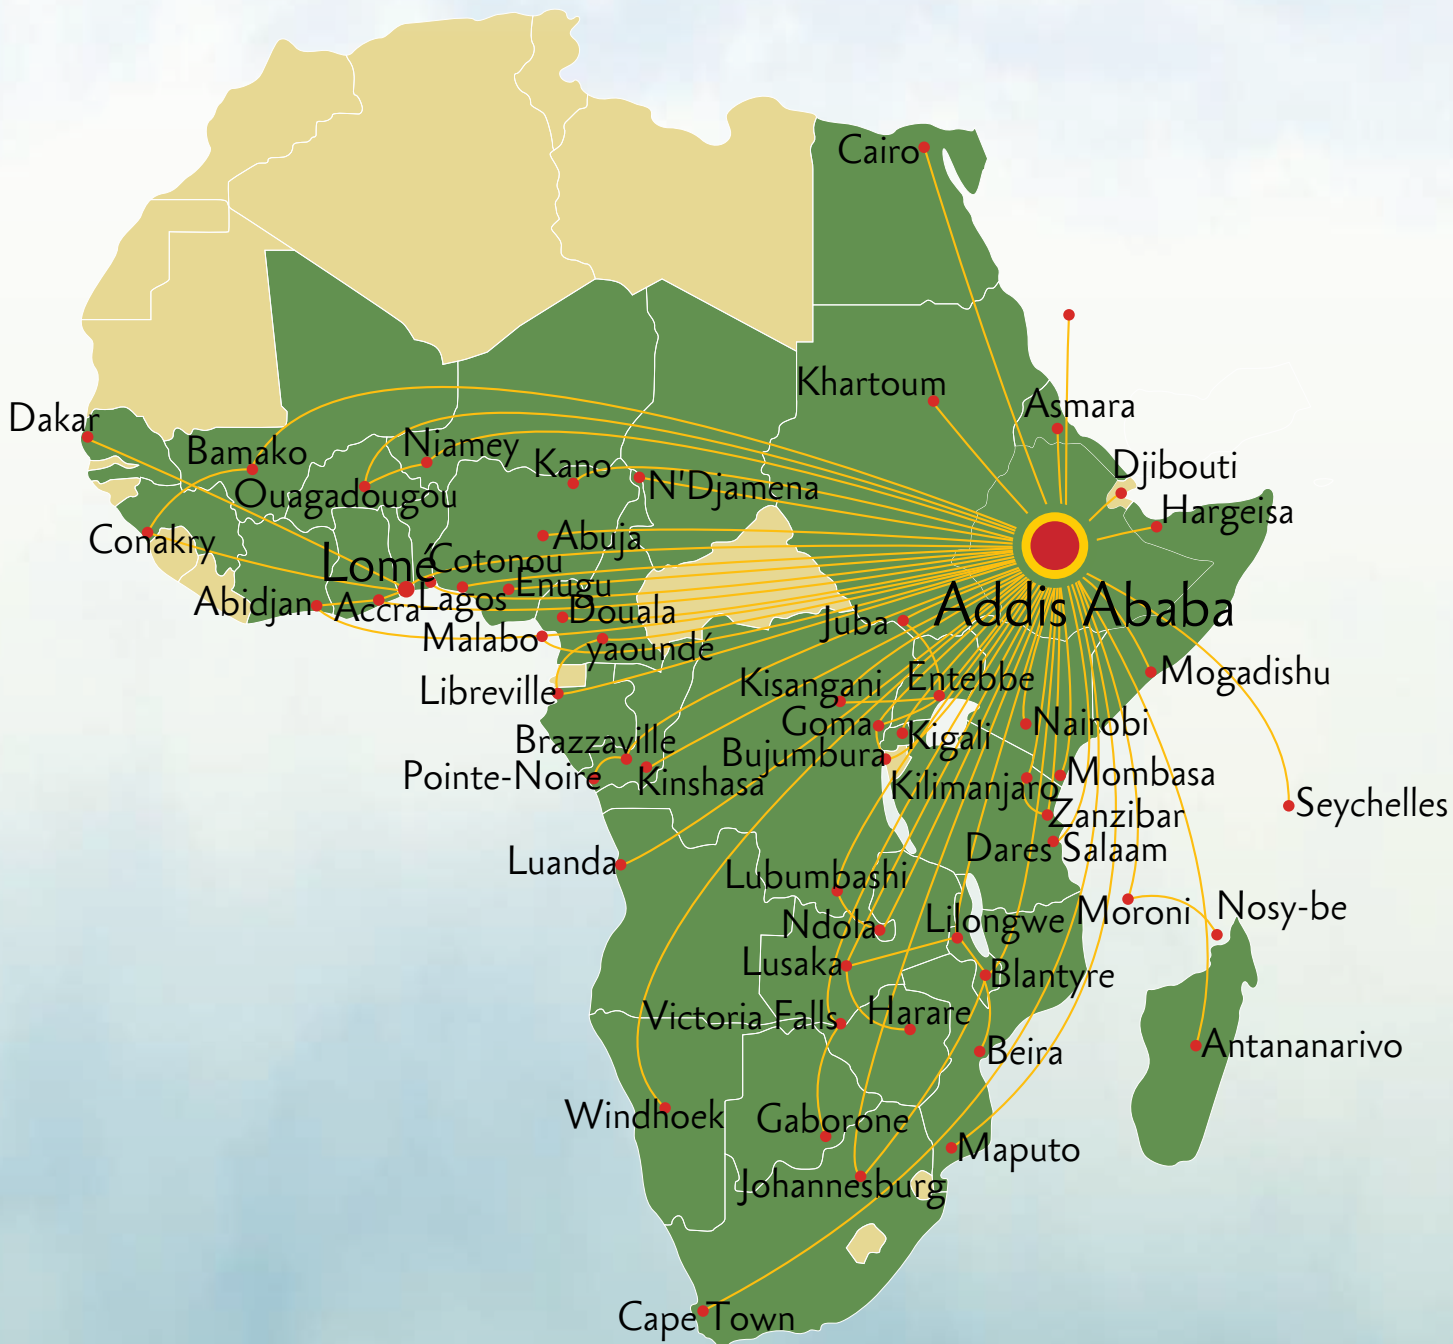 Cairo
Khartoum
Asmara
Dakar
Bamako
Niamey
Kano
N'Djamena
Djibouti
Ouagadougou
Hargeisa
Conakry
Abuja
Lomé
Cotonou
Enugu
Abidjan
Accra
Lagos
Douala
Addis Ababa
Malabo
yaoundé
Juba
Libreville
Kisangani
Entebbe
Mogadishu
Goma
Kigali
Nairobi
Brazzaville
Bujumbura
Pointe-Noire
Kinshasa
Kilimanjaro
Mombasa
Zanzibar
Seychelles
Dares Salaam
Luanda
Lubumbashi
Moroni
Nosy-be
Ndola
Lilongwe
Lusaka
Blantyre
Victoria Falls
Harare
Beira
Antananarivo
Windhoek
Gaborone
Maputo
Johannesburg
Cape Town